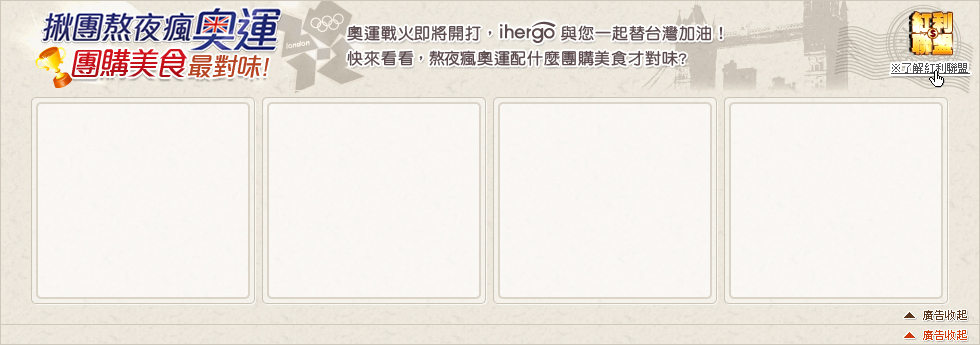 揪團熬夜瘋奧運
團購美食最對味!
london
奧運戰火即將開打，ihergo 與您一起替台灣加油！
快來看看，熬夜瘋奧運配什麼團購美食才對味?
紅利
聯盟
※了解紅利聯盟
▲ 廣告收起
▲ 廣告收起